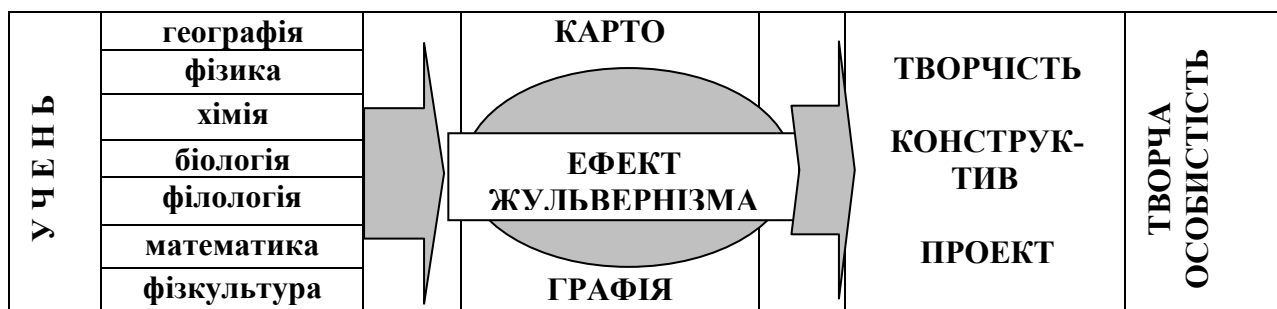 УЧЕНЬ
географія
фізика
хімія
біологія
філологія
математика
фізкультура
КАРТО
ЕФЕКТ
ЖУЛЬВЕРНІЗМА
ГРАФІЯ
ТВОРЧІСТЬ
КОНСТРУК-
ТИВ
ПРОЕКТ
ТВОРЧА
ОСОБИСТІСТЬ